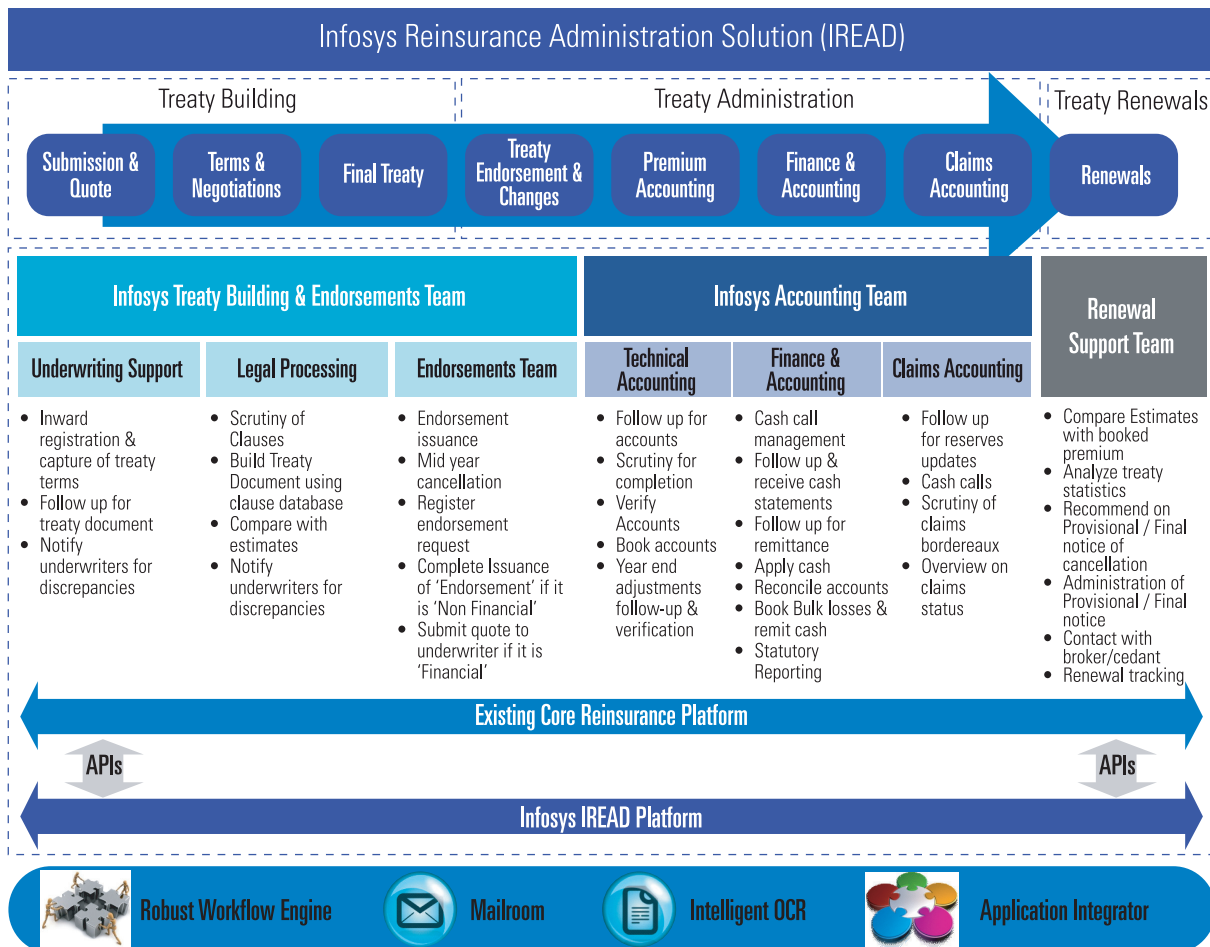 Infosys Reinsurance Administration Solution (IREAD)
Treaty Building
Treaty Administration
Treaty Renewals
Submission &
Quote
Terms &
Negotiations
Final Treaty
Treaty
Endorsement &
Changes
Premium
Accounting
Finance &
Accounting
Claims
Accounting
Renewals
Infosys Treaty Building & Endorsements Team
Infosys Accounting Team
Renewal
Support Team
Underwriting Support
Legal Processing
Endorsements Team
Technical
Accounting
Finance &
Accounting
Claims Accounting
• Inward
registration &
capture of treaty
terms
• Follow up for
treaty document
• Notify
underwriters for
discrepancies
• Scrutiny of
Clauses
• Build Treaty
Document using
clause database
• Compare with
estimates
• Notify
underwriters for
discrepancies
• Endorsement
issuance
• Mid year
cancellation
• Register
endorsement
request
• Complete Issuance
of ‘Endorsement’ if it
is ‘Non Financial’
• Submit quote to
underwriter if it is
‘Financial’
• Follow up for
accounts
• Scrutiny for
completion
• Verify
Accounts
• Book accounts
• Year end
adjustments
follow-up &
verification
• Cash call
management
• Follow up &
receive cash
statements
• Follow up for
remittance
• Apply cash
• Reconcile accounts
• Book Bulk losses &
remit cash
• Statutory
Reporting
• Follow up
for reserves
updates
• Cash calls
• Scrutiny of
claims
bordereaux
• Overview on
claims
status
• Compare Estimates
with booked
premium
• Analyze treaty
statistics
• Recommend on
Provisional / Final
notice of
cancellation
• Administration of
Provisional / Final
notice
• Contact with
broker/cedant
• Renewal tracking
Existing Core Reinsurance Platform
APIs
APIs
Infosys IREAD Platform
Robust Workflow Engine
Mailroom
Intelligent OCR
Application Integrator